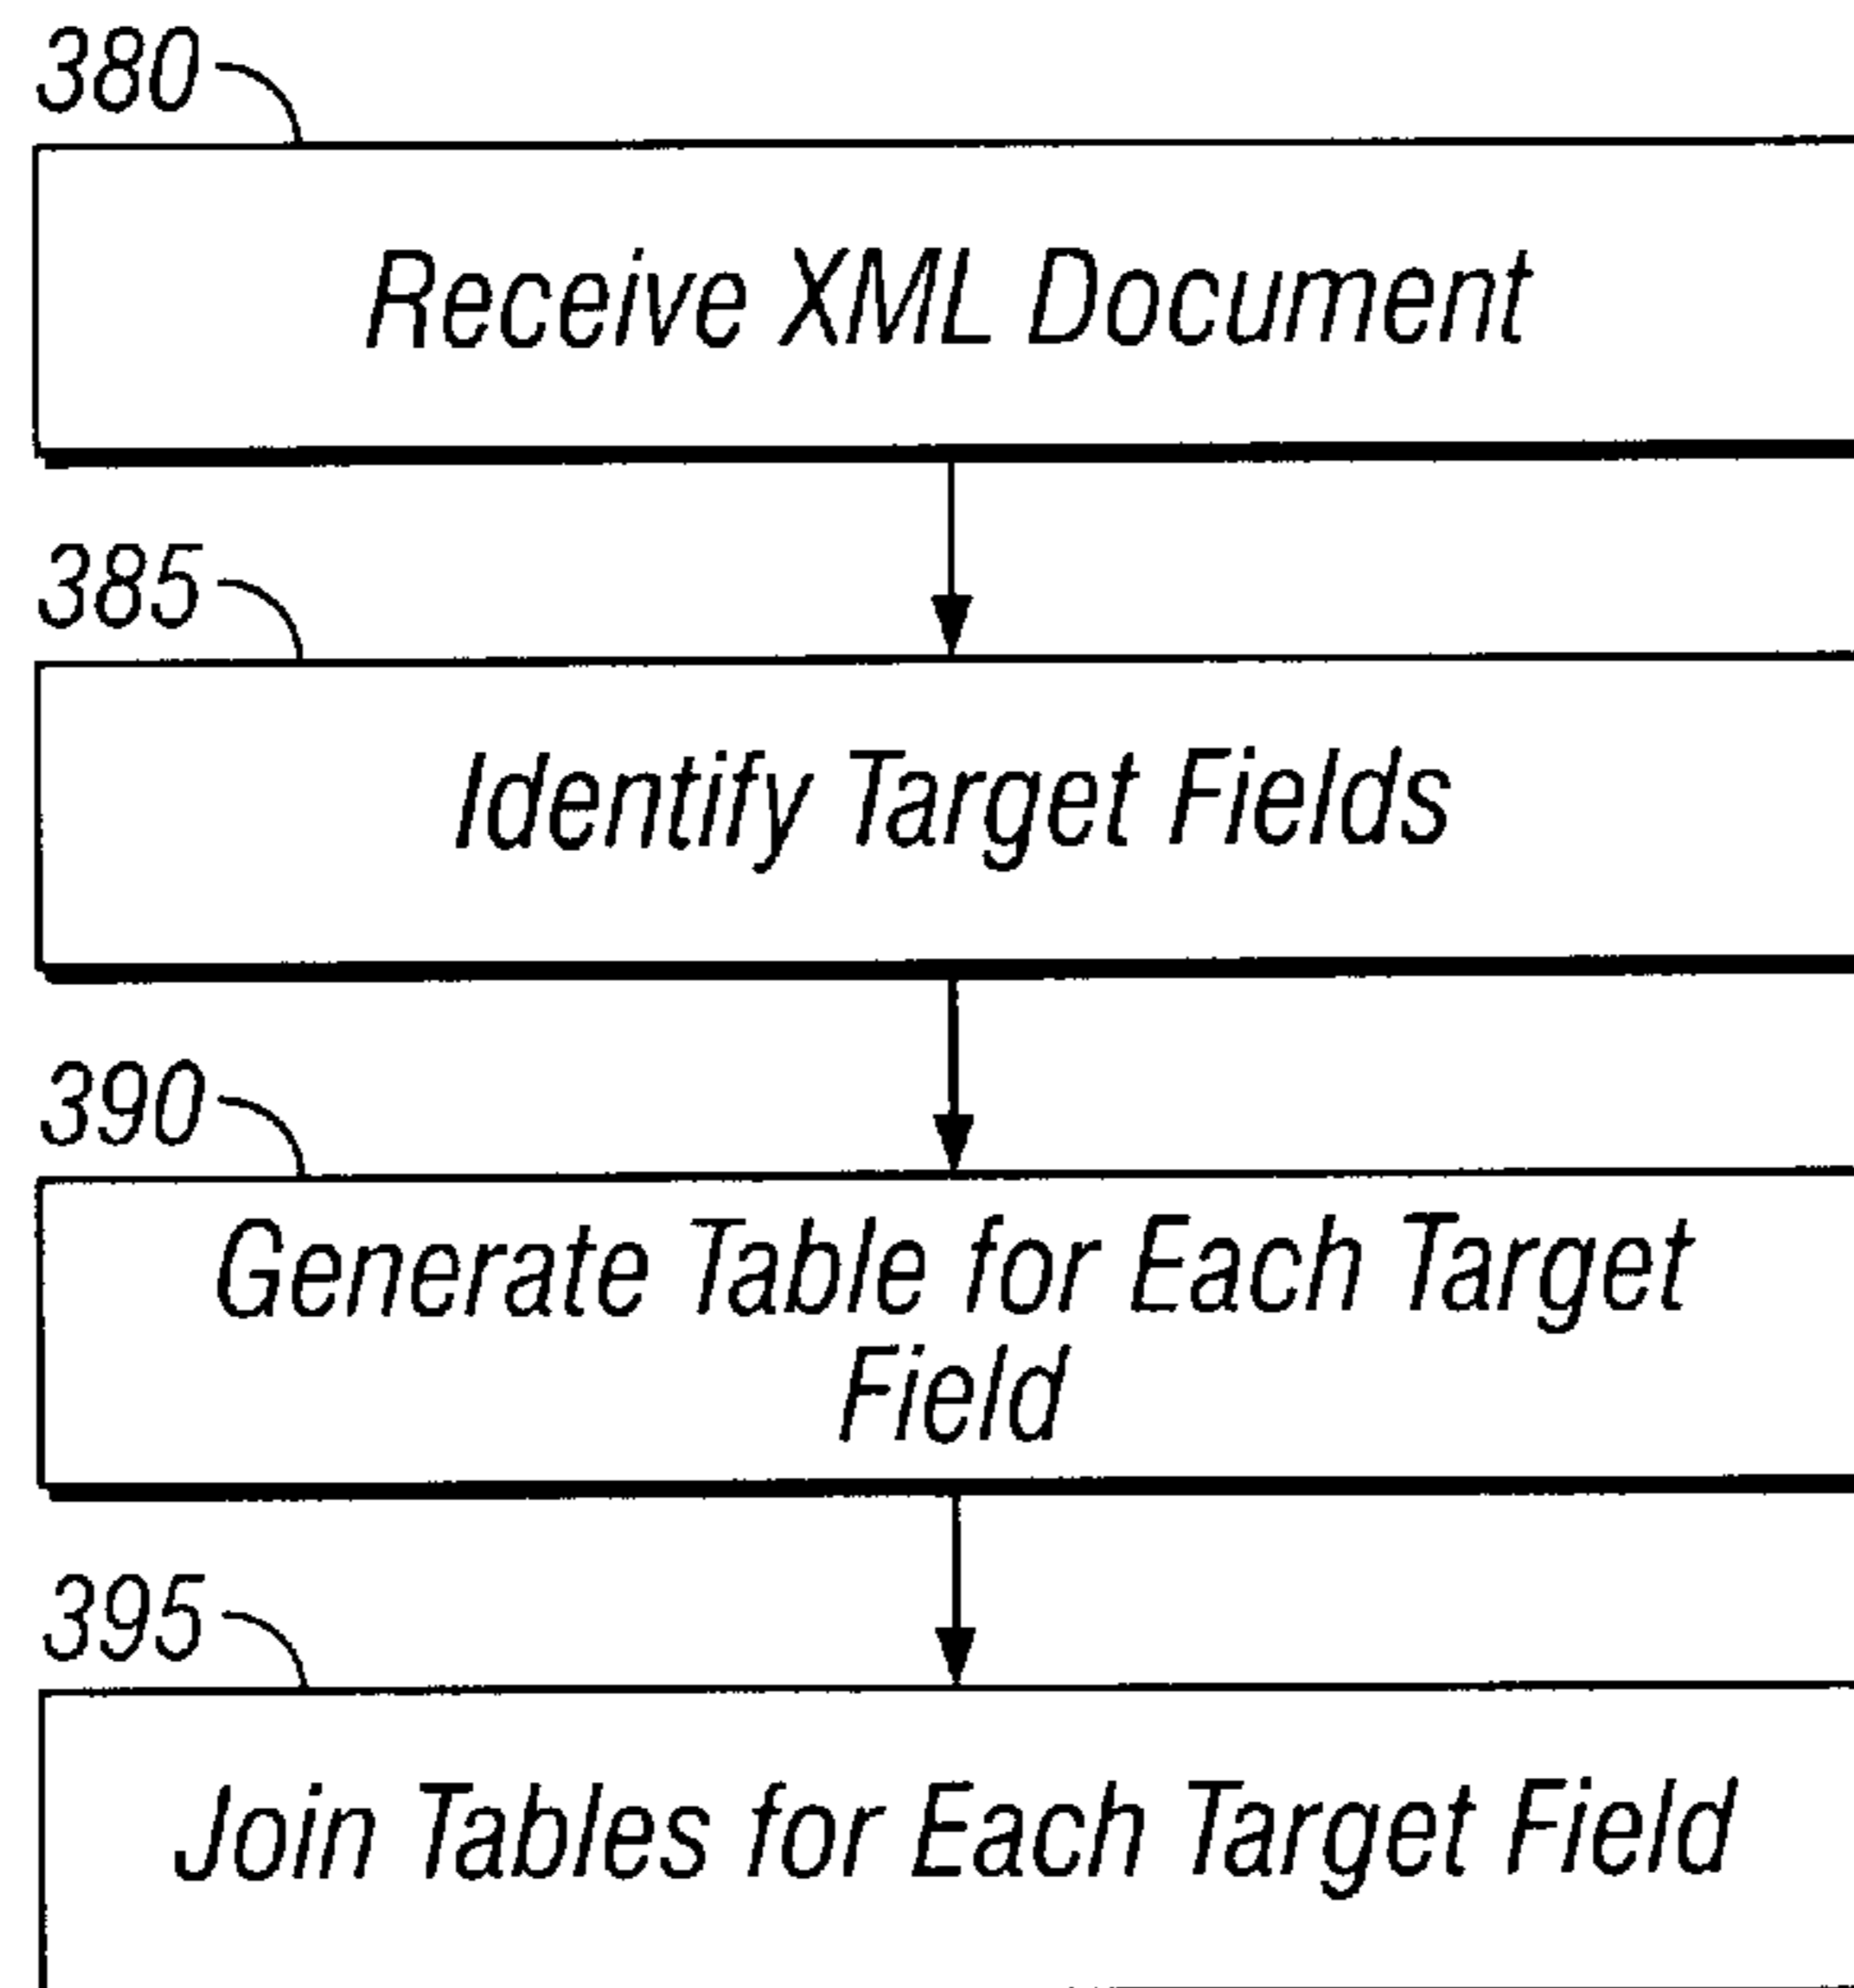 380
Receive XML Document
385
Identify Target Fields
390
Generate Table for Each Target
Field
395
Join Tables for Each Target Field